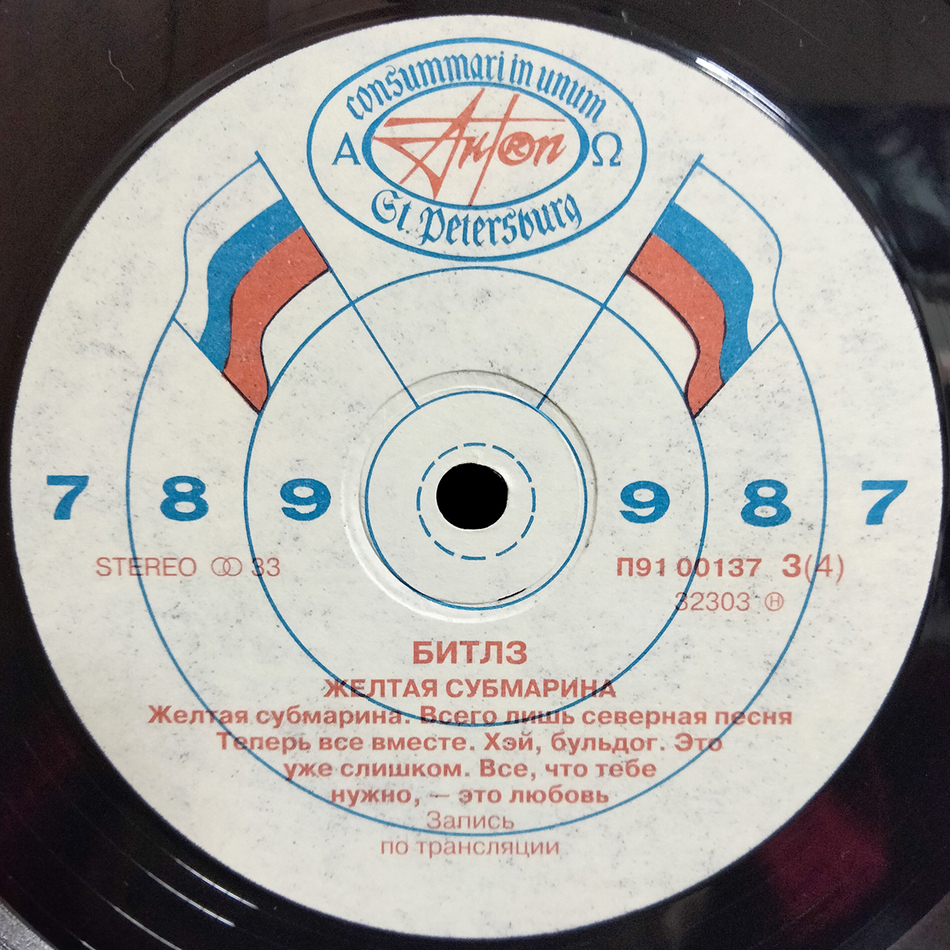 consummari in unum
Α Ant®n Ω
St. Petersburg
7 8 9 9 8 7
STEREO ꝏ 33
П91 00137 3(4)
32303 Ⓗ
БИТЛЗ
ЖЕЛТАЯ СУБМАРИНА
Желтая субмарина. Всего лишь северная песня
Теперь все вместе. Хэй, бульдог. Это
уже слишком. Все, что тебе
нужно, — это любовь
Запись
по трансляции